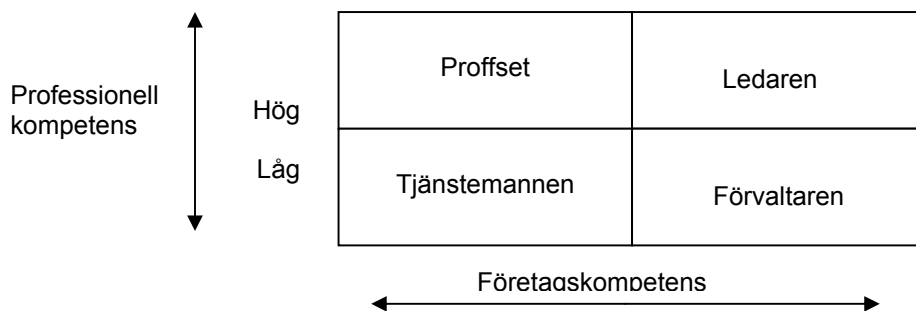 Proffset
Ledaren
Professionell
kompetens
Hög
Låg
Tjänstemannen
Förvaltaren
Företagskompetens